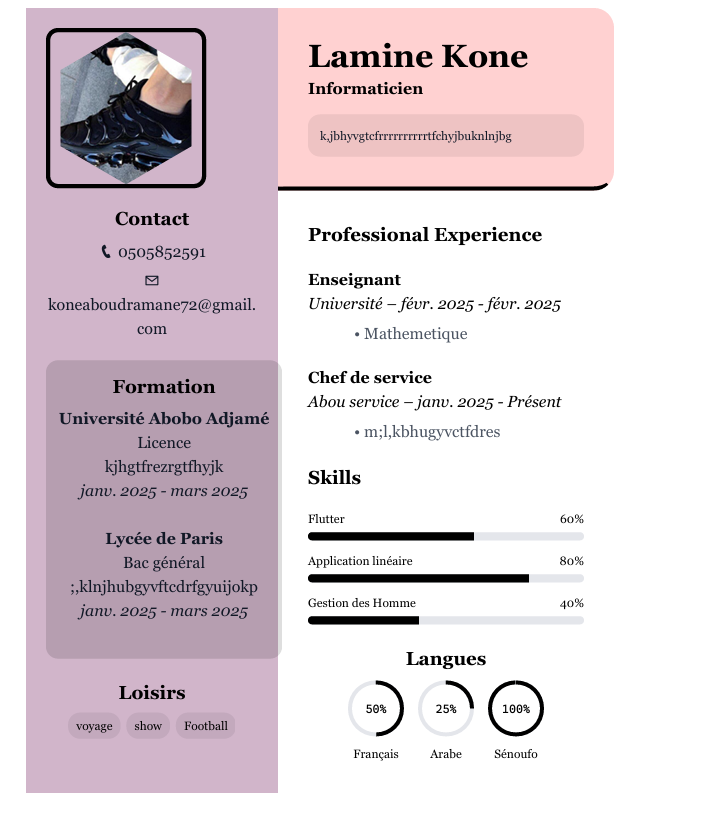 Lamine Kone
Informaticien
k,jbhyvgtcfrrrrrrrrrrtfchyjbuknlnjbg
Contact
0505852591
koneaboudramane72@gmail.
com
Formation
Université Abobo Adjamé
Licence
kjhgtfrezrgtfhyjk
janv. 2025 - mars 2025
Lycée de Paris
Bac général
;,klnjhubgyvftcdrfgyuijokp
janv. 2025 - mars 2025
Loisirs
voyage show Football
Professional Experience
Enseignant
Université – févr. 2025 - févr. 2025
• Mathemetique
Chef de service
Abou service – janv. 2025 - Présent
• m;l,kbhugyvctfdres
Skills
Flutter 60%
Application linéaire 80%
Gestion des Homme 40%
Langues
50% 25% 100%
Français Arabe Sénoufo